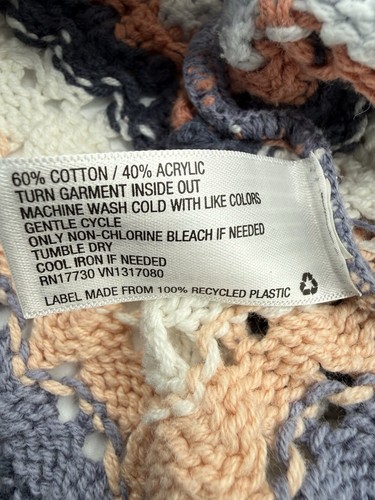 60% COTTON / 40% ACRYLIC
TURN GARMENT INSIDE OUT
MACHINE WASH COLD WITH LIKE COLORS
GENTLE CYCLE
ONLY NON-CHLORINE BLEACH IF NEEDED
TUMBLE DRY
COOL IRON IF NEEDED
RN17730 VN1317080
LABEL MADE FROM 100% RECYCLED PLASTIC